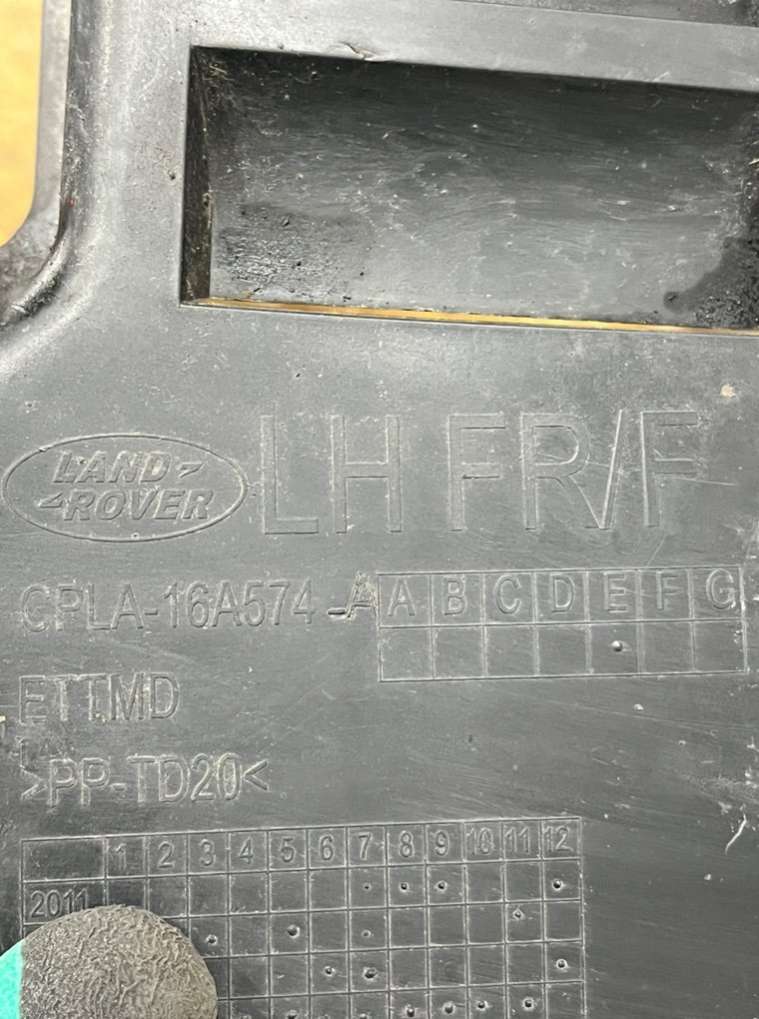 LAND-
-ROVER
LH FR/F
CPLA-16A574-A A B C D E F G
ETTMD
>PP-TD20<
1 2 3 4 5 6 7 8 9 10 11 12
2011